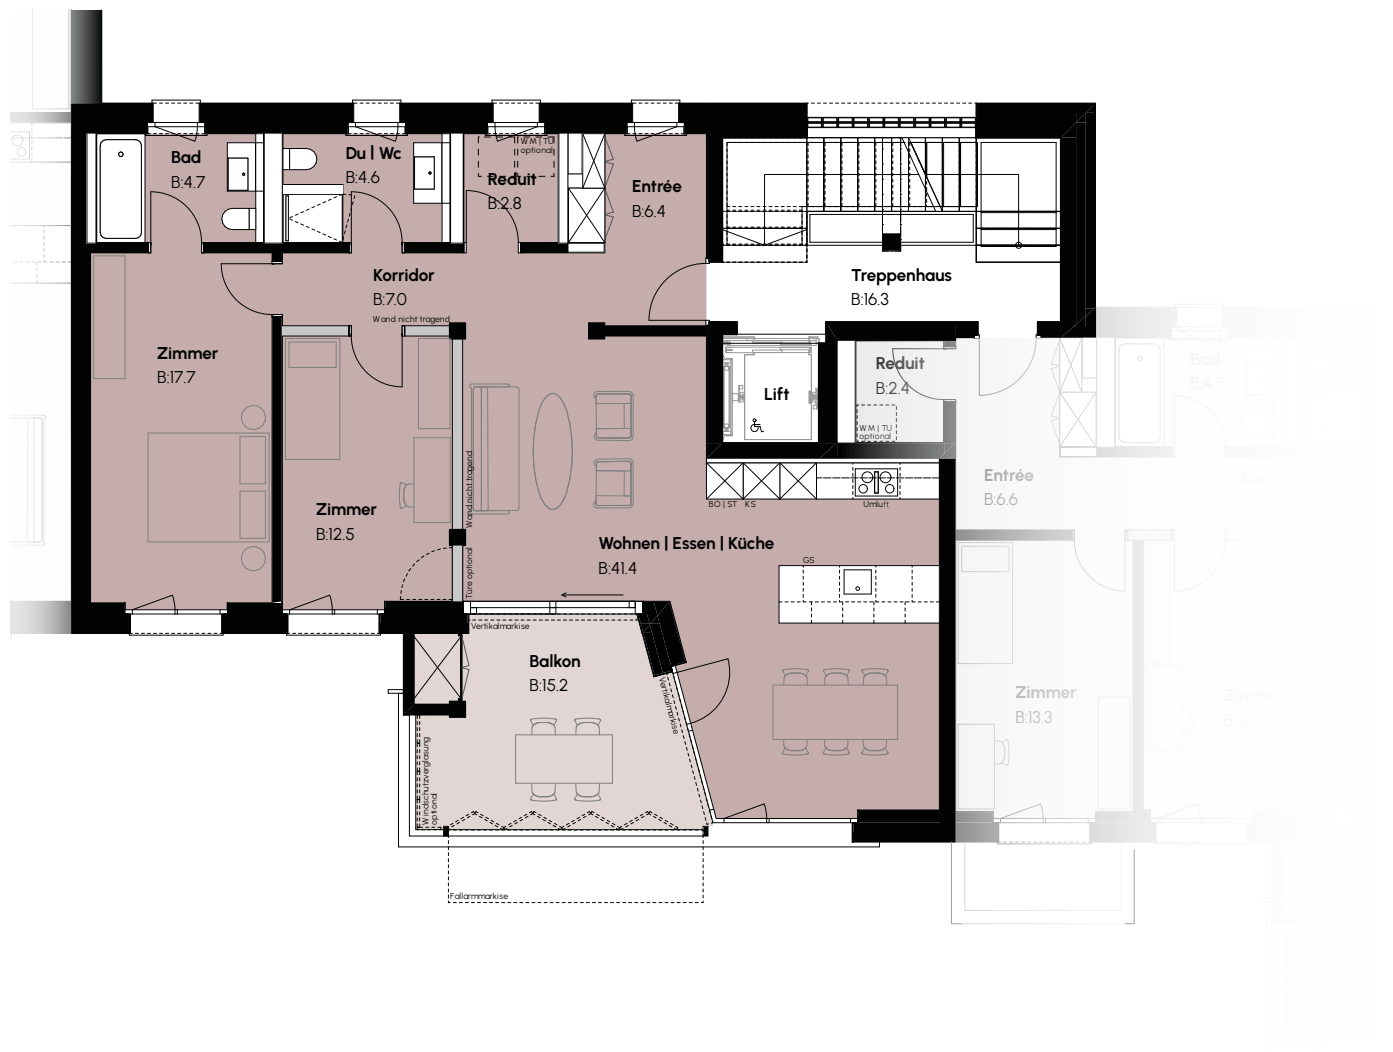 Bad
B:4.7
Du | Wc
B:4.6
WM | TU
optional
Reduit
B:2.8
Entrée
B:6.4
Korridor
B:7.0
Wand nicht tragend
Treppenhaus
B:16.3
Zimmer
B:17.7
Zimmer
B:12.5
Wand nicht tragend
Türe optional
Lift
Reduit
B:2.4
WM | TU
optional
Bad
B:4.7
Entrée
B:6.6
Korridor
BO | ST KS
Umluft
Wohnen | Essen | Küche
B:41.4
GS
Vertikalmarkise
Balkon
B:15.2
Vertikalmarkise
Windschutzverglasung
optional
Zimmer
B:13.3
Zimmer
Fallarmmarkise